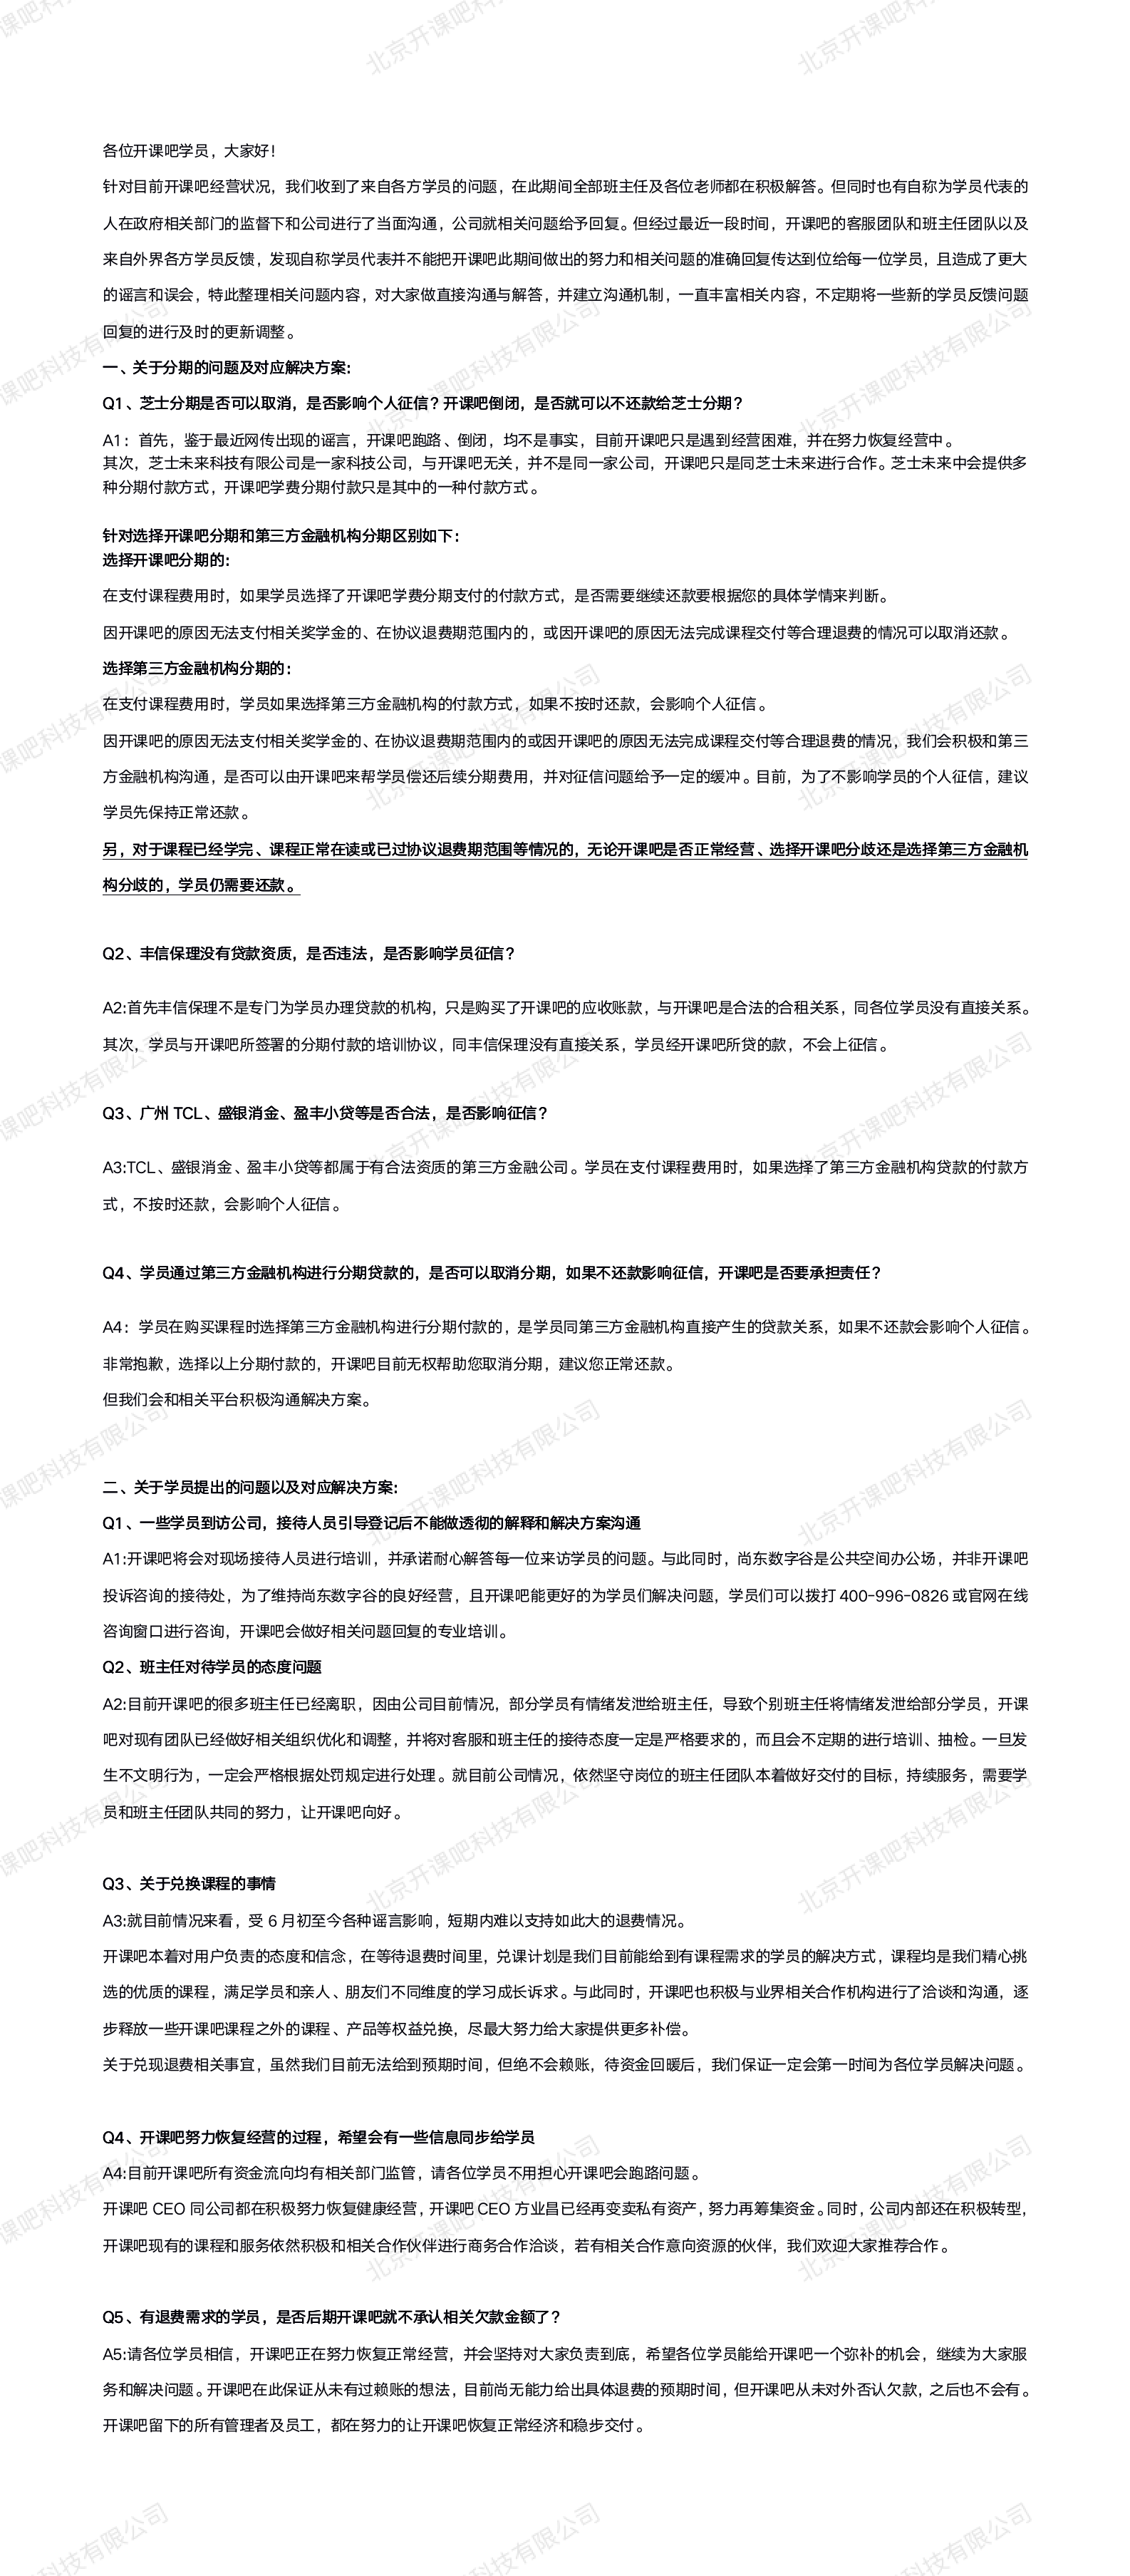 各位开课吧学员，大家好！
针对目前开课吧经营状况，我们收到了来自各方学员的问题，在此期间全部班主任及各位老师都在积极解答。但同时也有自称为学员代表的
人在政府相关部门的监督下和公司进行了当面沟通，公司就相关问题给予回复。但经过最近一段时间，开课吧的客服团队和班主任团队以及
来自外界各方学员反馈，发现自称学员代表并不能把开课吧此期间做出的努力和相关问题的准确回复传达到位给每一位学员，且造成了更大
的谣言和误会，特此整理相关问题内容，对大家做直接沟通与解答，并建立沟通机制，一直丰富相关内容，不定期将一些新的学员反馈问题
回复的进行及时的更新调整。
一、关于分期的问题及对应解决方案：
Q1、芝士分期是否可以取消，是否影响个人征信？开课吧倒闭，是否就可以不还款给芝士分期？
A1：首先，鉴于最近网传出现的谣言，开课吧跑路、倒闭，均不是事实，目前开课吧只是遇到经营困难，并在努力恢复经营中。
其次，芝士未来科技有限公司是一家科技公司，与开课吧无关，并不是同一家公司，开课吧只是同芝士未来进行合作。芝士未来中会提供多
种分期付款方式，开课吧学费分期付款只是其中的一种付款方式。
针对选择开课吧分期和第三方金融机构分期区别如下：
选择开课吧分期的：
在支付课程费用时，如果学员选择了开课吧学费分期支付的付款方式，是否需要继续还款要根据您的具体学情来判断。
因开课吧的原因无法支付相关奖学金的、在协议退费期范围内的，或因开课吧的原因无法完成课程交付等合理退费的情况可以取消还款。
选择第三方金融机构分期的：
在支付课程费用时，学员如果选择第三方金融机构的付款方式，如果不按时还款，会影响个人征信。
因开课吧的原因无法支付相关奖学金的、在协议退费期范围内的或因开课吧的原因无法完成课程交付等合理退费的情况，我们会积极和第三
方金融机构沟通，是否可以由开课吧来帮学员偿还后续分期费用，并对征信问题给予一定的缓冲。目前，为了不影响学员的个人征信，建议
学员先保持正常还款。
另，对于课程已经学完、课程正常在读或已过协议退费期范围等情况的，无论开课吧是否正常经营、选择开课吧分歧还是选择第三方金融机
构分歧的，学员仍需要还款。
Q2、丰信保理没有贷款资质，是否违法，是否影响学员征信？
A2:首先丰信保理不是专门为学员办理贷款的机构，只是购买了开课吧的应收账款，与开课吧是合法的合租关系，同各位学员没有直接关系。
其次，学员与开课吧所签署的分期付款的培训协议，同丰信保理没有直接关系，学员经开课吧所贷的款，不会上征信。
Q3、广州 TCL、盛银消金、盈丰小贷等是否合法，是否影响征信？
A3:TCL、盛银消金、盈丰小贷等都属于有合法资质的第三方金融公司。学员在支付课程费用时，如果选择了第三方金融机构贷款的付款方
式，不按时还款，会影响个人征信。
Q4、学员通过第三方金融机构进行分期贷款的，是否可以取消分期，如果不还款影响征信，开课吧是否要承担责任？
A4：学员在购买课程时选择第三方金融机构进行分期付款的，是学员同第三方金融机构直接产生的贷款关系，如果不还款会影响个人征信。
非常抱歉，选择以上分期付款的，开课吧目前无权帮助您取消分期，建议您正常还款。
但我们会和相关平台积极沟通解决方案。
二、关于学员提出的问题以及对应解决方案：
Q1、一些学员到访公司，接待人员引导登记后不能做透彻的解释和解决方案沟通
A1:开课吧将会对现场接待人员进行培训，并承诺耐心解答每一位来访学员的问题。与此同时，尚东数字谷是公共空间办公场，并非开课吧
投诉咨询的接待处，为了维持尚东数字谷的良好经营，且开课吧能更好的为学员们解决问题，学员们可以拨打 400-996-0826 或官网在线
咨询窗口进行咨询，开课吧会做好相关问题回复的专业培训。
Q2、班主任对待学员的态度问题
A2:目前开课吧的很多班主任已经离职，因由公司目前情况，部分学员有情绪发泄给班主任，导致个别班主任将情绪发泄给部分学员，开课
吧对现有团队已经做好相关组织优化和调整，并将对客服和班主任的接待态度一定是严格要求的，而且会不定期的进行培训、抽检。一旦发
生不文明行为，一定会严格根据处罚规定进行处理。就目前公司情况，依然坚守岗位的班主任团队本着做好交付的目标，持续服务，需要学
员和班主任团队共同的努力，让开课吧向好。
Q3、关于兑换课程的事情
A3:就目前情况来看，受 6 月初至今各种谣言影响，短期内难以支持如此大的退费情况。
开课吧本着对用户负责的态度和信念，在等待退费时间里，兑课计划是我们目前能给到有课程需求的学员的解决方式，课程均是我们精心挑
选的优质的课程，满足学员和亲人、朋友们不同维度的学习成长诉求。与此同时，开课吧也积极与业界相关合作机构进行了洽谈和沟通，逐
步释放一些开课吧课程之外的课程、产品等权益兑换，尽最大努力给大家提供更多补偿。
关于兑现退费相关事宜，虽然我们目前无法给到预期时间，但绝不会赖账，待资金回暖后，我们保证一定会第一时间为各位学员解决问题。
Q4、开课吧努力恢复经营的过程，希望会有一些信息同步给学员
A4:目前开课吧所有资金流向均有相关部门监管，请各位学员不用担心开课吧会跑路问题。
开课吧 CEO 同公司都在积极努力恢复健康经营，开课吧 CEO 方业昌已经再变卖私有资产，努力再筹集资金。同时，公司内部还在积极转型，
开课吧现有的课程和服务依然积极和相关合作伙伴进行商务合作洽谈，若有相关合作意向资源的伙伴，我们欢迎大家推荐合作。
Q5、有退费需求的学员，是否后期开课吧就不承认相关欠款金额了？
A5:请各位学员相信，开课吧正在努力恢复正常经营，并会坚持对大家负责到底，希望各位学员能给开课吧一个弥补的机会，继续为大家服
务和解决问题。开课吧在此保证从未有过赖账的想法，目前尚无能力给出具体退费的预期时间，但开课吧从未对外否认欠款，之后也不会有。
开课吧留下的所有管理者及员工，都在努力的让开课吧恢复正常经济和稳步交付。